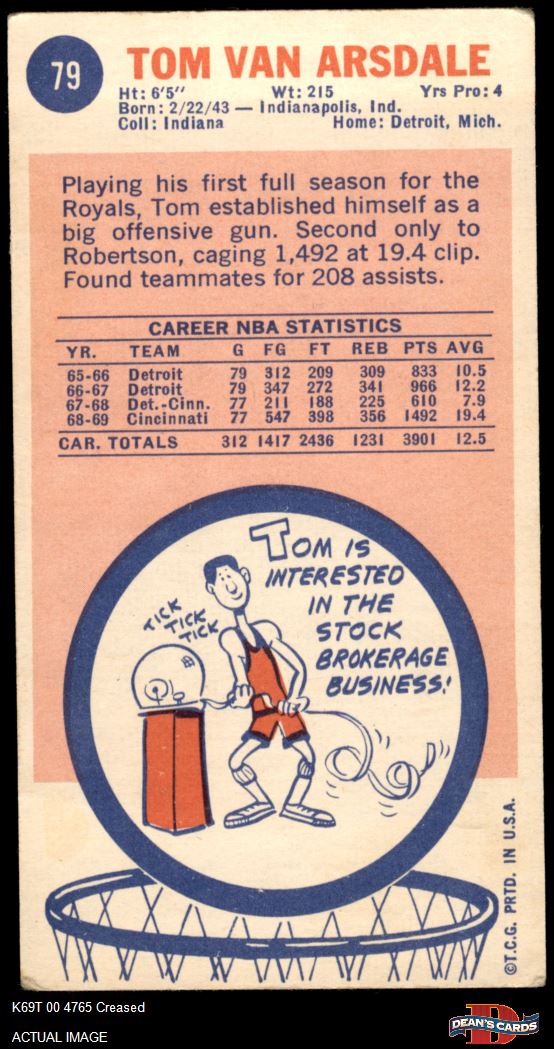 79
TOM VAN ARSDALE
Ht: 6'5" Wt: 215 Yrs Pro: 4
Born: 2/22/43 — Indianapolis, Ind.
Coll: Indiana Home: Detroit, Mich.
Playing his first full season for the
Royals, Tom established himself as a
big offensive gun. Second only to
Robertson, caging 1,492 at 19.4 clip.
Found teammates for 208 assists.
CAREER NBA STATISTICS
YR. TEAM G FG FT REB PTS AVG
65-66 Detroit 79 312 209 309 833 10.5
66-67 Detroit 79 347 272 341 966 12.2
67-68 Det.-Cinn. 77 211 188 225 610 7.9
68-69 Cincinnati 77 547 398 356 1492 19.4
CAR. TOTALS 312 1417 2436 1231 3901 12.5
TOM IS
INTERESTED
IN THE
STOCK
BROKERAGE
BUSINESS!
TICK
TICK
TICK
©T.C.G. PRTD. IN U.S.A.
K69T 00 4765 Creased
ACTUAL IMAGE
D
DEAN'S CARDS